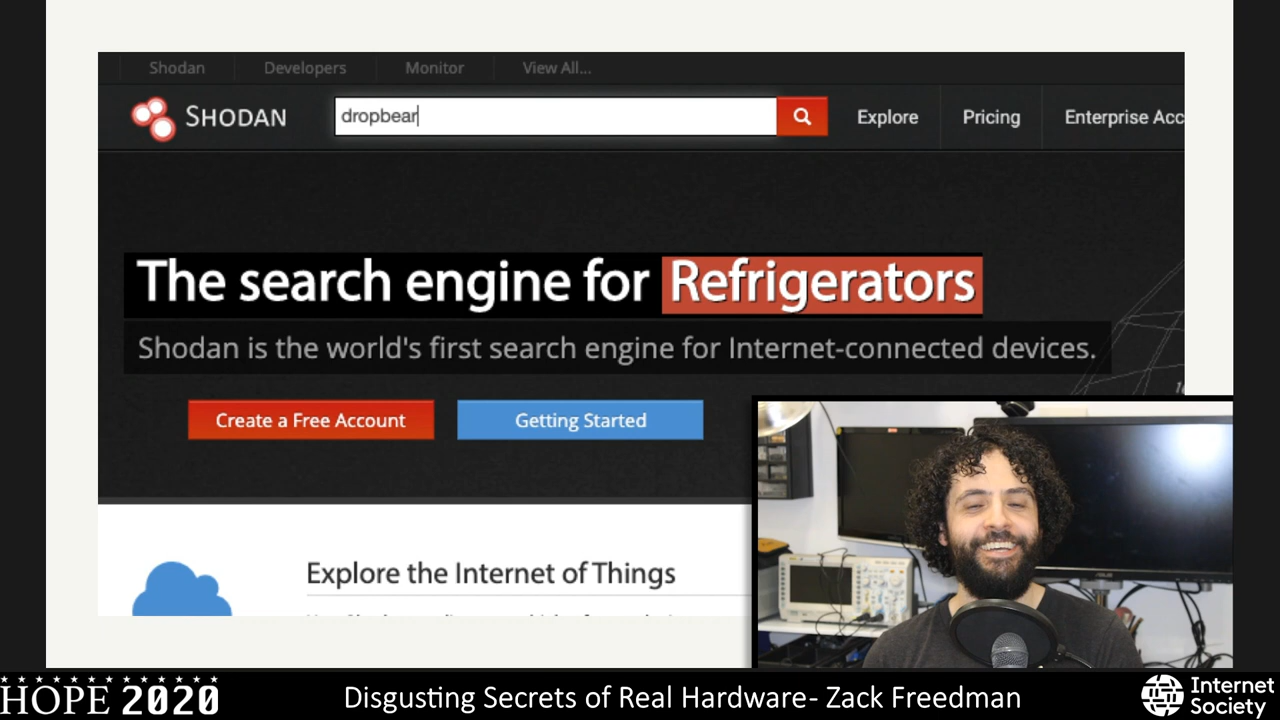 Shodan Developers Monitor View All...
SHODAN dropbear Explore Pricing Enterprise Acc
The search engine for Refrigerators
Shodan is the world's first search engine for Internet-connected devices.
Create a Free Account Getting Started
Explore the Internet of Things
ASUS
HOPE 2020 Disgusting Secrets of Real Hardware- Zack Freedman Internet
Society